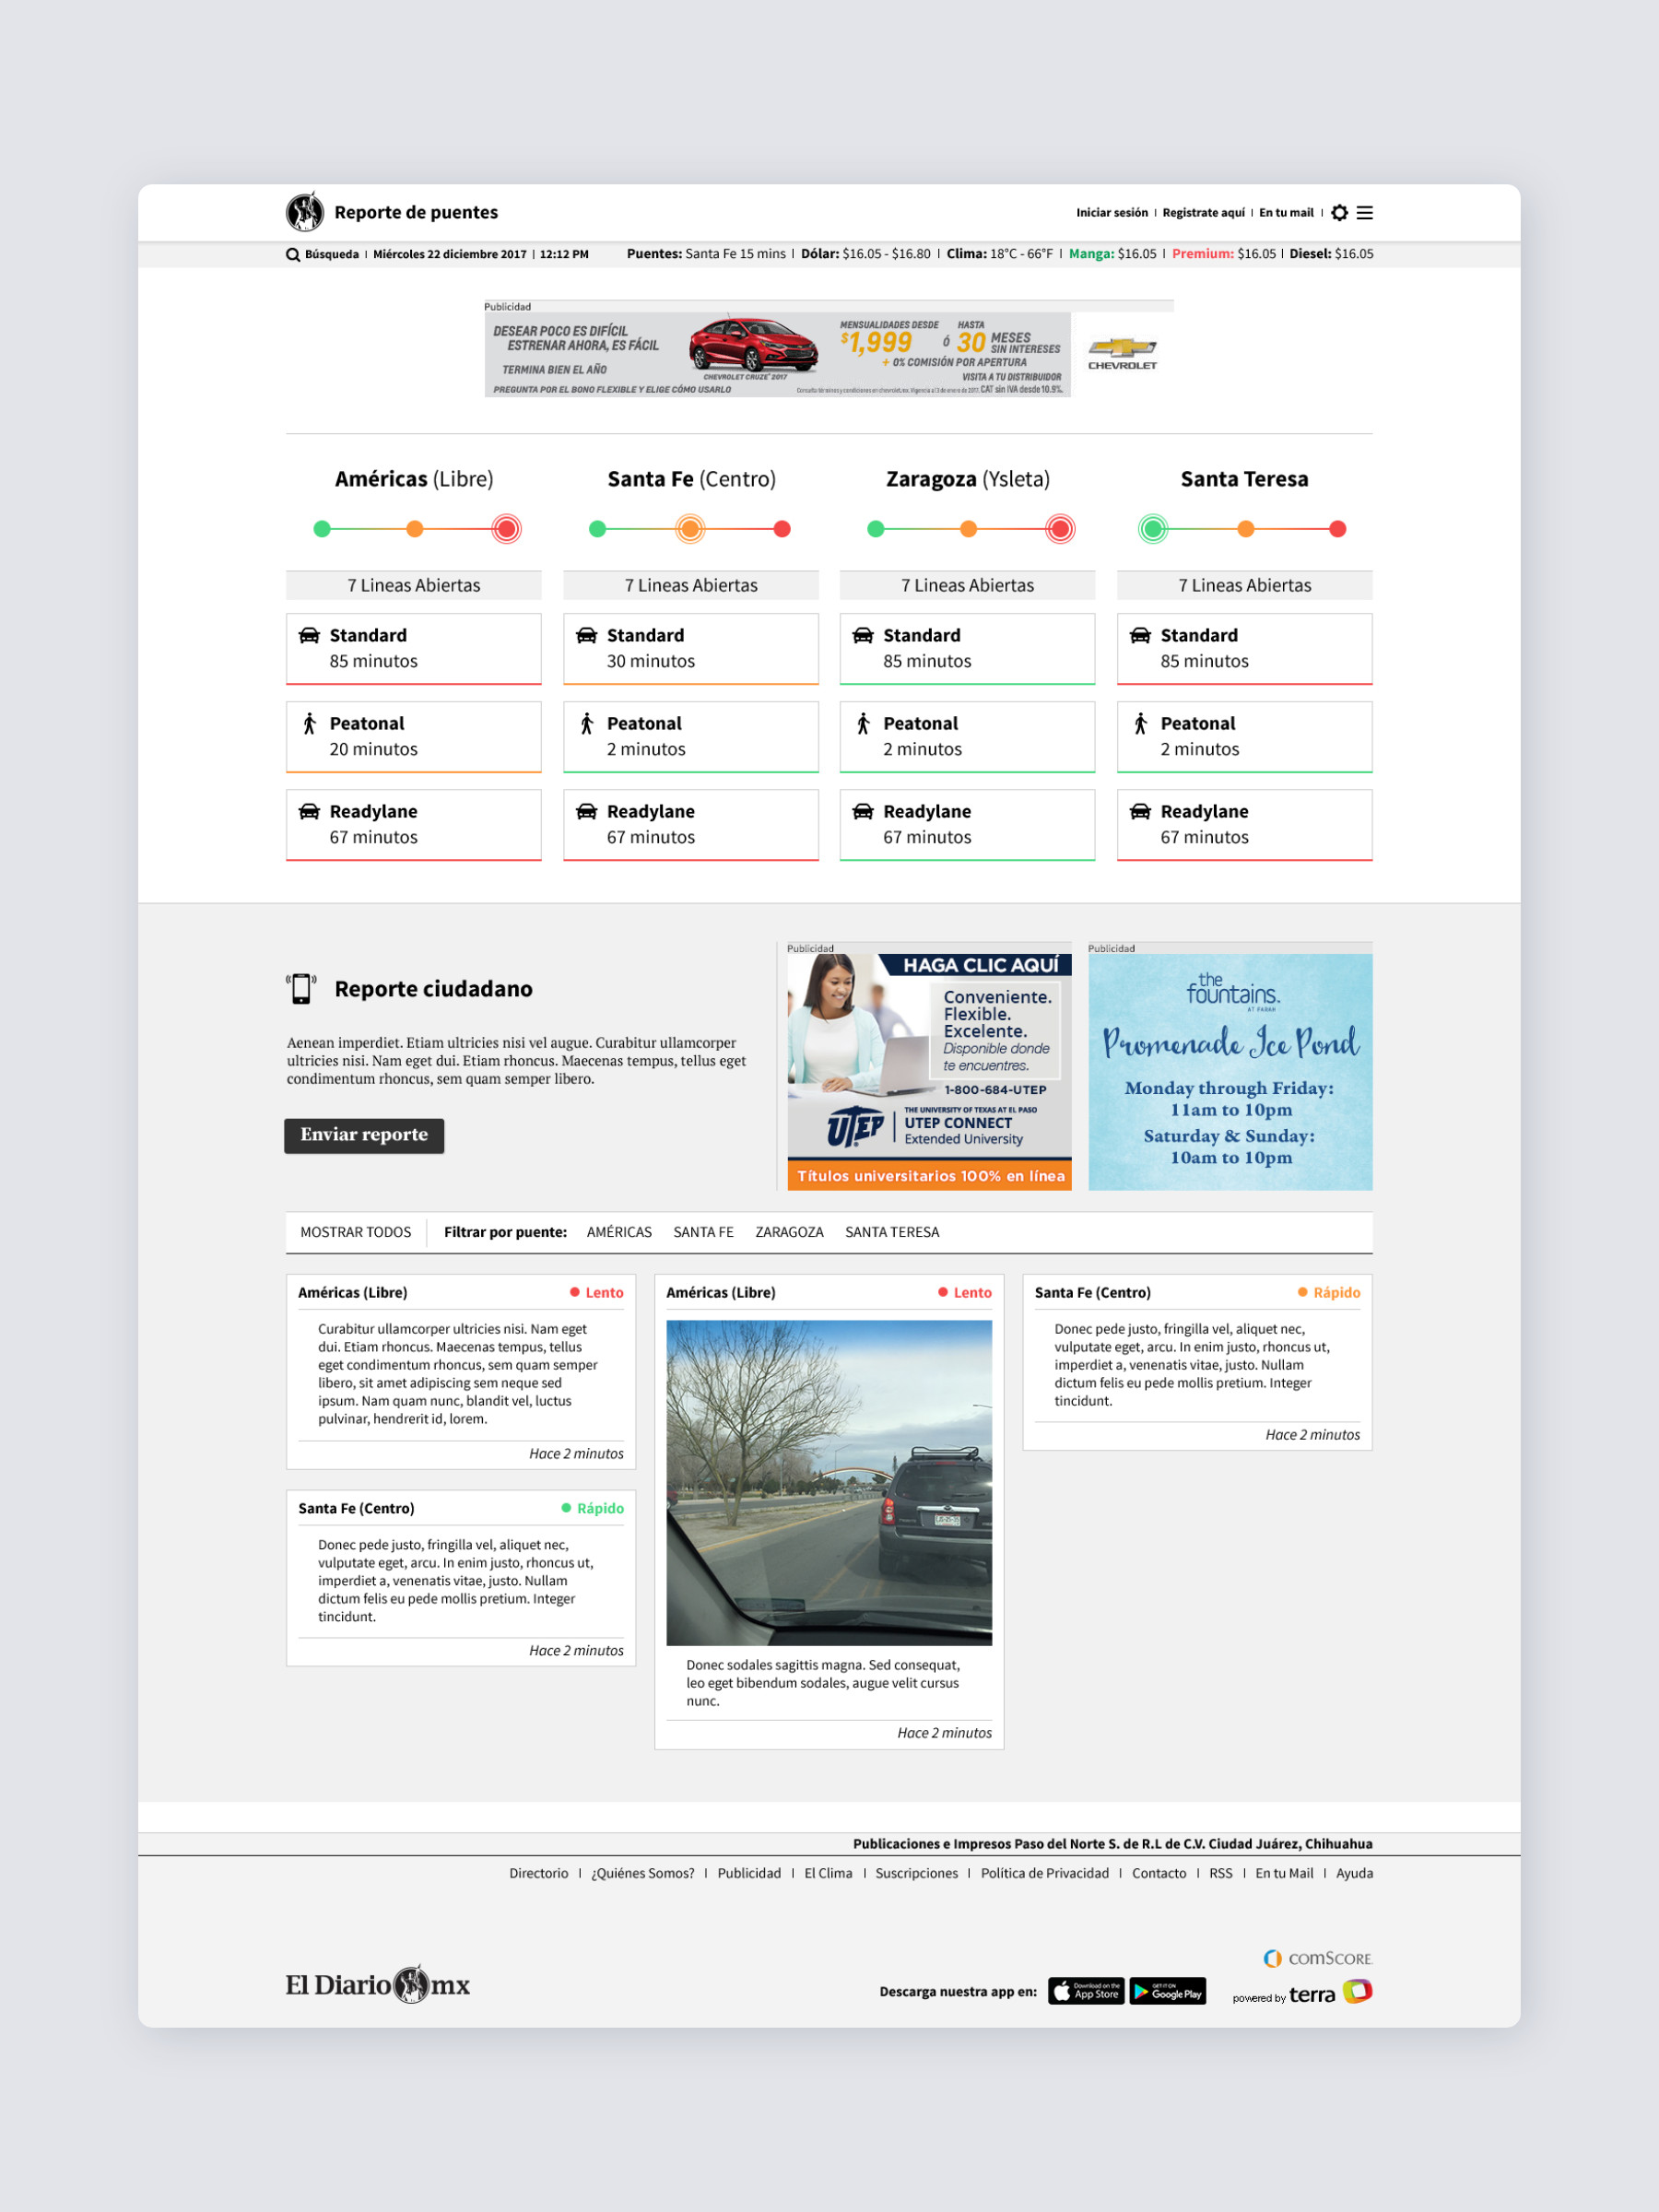 Reporte de puentes
Iniciar sesión | Registrate aquí | En tu mail |
Búsqueda | Miércoles 22 diciembre 2017 | 12:12 PM
Puentes: Santa Fe 15 mins | Dólar: $16.05 - $16.80 | Clima: 18°C - 66°F | Manga: $16.05 | Premium: $16.05 | Diesel: $16.05
Publicidad
DESEAR POCO ES DIFÍCIL
ESTRENAR AHORA, ES FÁCIL
TERMINA BIEN EL AÑO
PREGUNTA POR EL BONO FLEXIBLE Y ELIGE CÓMO USARLO
CHEVROLET CRUZE 2017
MENSUALIDADES DESDE
$1,999
ó
HASTA
30 MESES
SIN INTERESES
+ 0% COMISIÓN POR APERTURA
VISITA A TU DISTRIBUIDOR
CAT sin IVA desde 10.9%.
CHEVROLET
Américas (Libre)
Santa Fe (Centro)
Zaragoza (Ysleta)
Santa Teresa
7 Lineas Abiertas
7 Lineas Abiertas
7 Lineas Abiertas
7 Lineas Abiertas
Standard
85 minutos
Standard
30 minutos
Standard
85 minutos
Standard
85 minutos
Peatonal
20 minutos
Peatonal
2 minutos
Peatonal
2 minutos
Peatonal
2 minutos
Readylane
67 minutos
Readylane
67 minutos
Readylane
67 minutos
Readylane
67 minutos
Reporte ciudadano
Aenean imperdiet. Etiam ultricies nisi vel augue. Curabitur ullamcorper
ultricies nisi. Nam eget dui. Etiam rhoncus. Maecenas tempus, tellus eget
condimentum rhoncus, sem quam semper libero.
Enviar reporte
Publicidad
HAGA CLIC AQUÍ
Conveniente.
Flexible.
Excelente.
Disponible donde
te encuentres.
1-800-684-UTEP
UTEP
THE UNIVERSITY OF TEXAS AT EL PASO
UTEP CONNECT
Extended University
Títulos universitarios 100% en línea
Publicidad
the
fountains.
AT FARAH
Promenade Ice Pond
Monday through Friday:
11am to 10pm
Saturday & Sunday:
10am to 10pm
MOSTRAR TODOS
Filtrar por puente: AMÉRICAS SANTA FE ZARAGOZA SANTA TERESA
Américas (Libre) Lento
Curabitur ullamcorper ultricies nisi. Nam eget
dui. Etiam rhoncus. Maecenas tempus, tellus
eget condimentum rhoncus, sem quam semper
libero, sit amet adipiscing sem neque sed
ipsum. Nam quam nunc, blandit vel, luctus
pulvinar, hendrerit id, lorem.
Hace 2 minutos
Santa Fe (Centro) Rápido
Donec pede justo, fringilla vel, aliquet nec,
vulputate eget, arcu. In enim justo, rhoncus ut,
imperdiet a, venenatis vitae, justo. Nullam
dictum felis eu pede mollis pretium. Integer
tincidunt.
Hace 2 minutos
Américas (Libre) Lento
Donec sodales sagittis magna. Sed consequat,
leo eget bibendum sodales, augue velit cursus
nunc.
Hace 2 minutos
Santa Fe (Centro) Rápido
Donec pede justo, fringilla vel, aliquet nec,
vulputate eget, arcu. In enim justo, rhoncus ut,
imperdiet a, venenatis vitae, justo. Nullam
dictum felis eu pede mollis pretium. Integer
tincidunt.
Hace 2 minutos
Publicaciones e Impresos Paso del Norte S. de R.L de C.V. Ciudad Juárez, Chihuahua
Directorio | ¿Quiénes Somos? | Publicidad | El Clima | Suscripciones | Política de Privacidad | Contacto | RSS | En tu Mail | Ayuda
El Diario mx
Descarga nuestra app en:
Download on the
App Store
GET IT ON
Google Play
comSCORE.
powered by terra